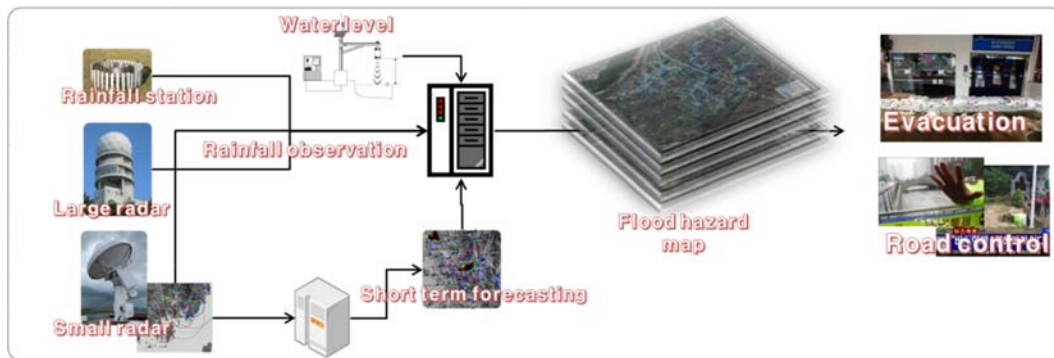 Water level
Rainfall station
Rainfall observation
Evacuation
Large radar
Flood hazard
map
Road control
Short term forecasting
Small radar